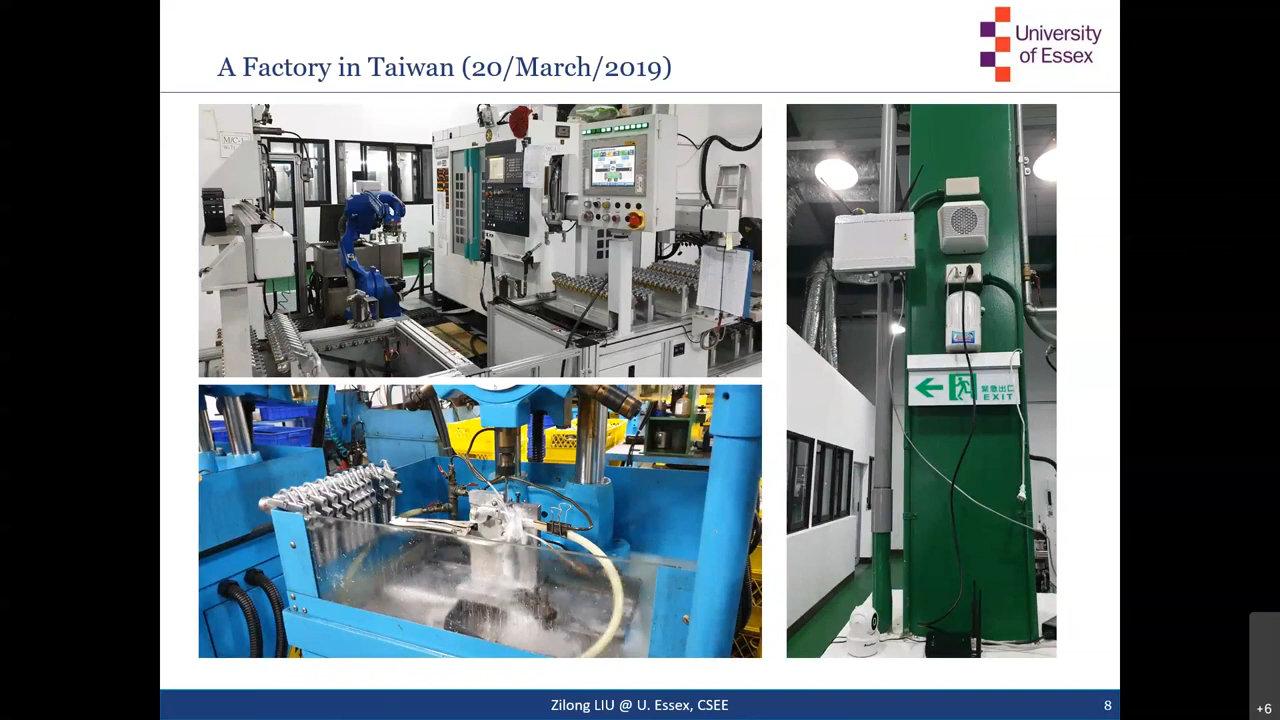 University
of Essex
A Factory in Taiwan (20/March/2019)
緊急出口
EXIT
Zilong LIU @ U. Essex, CSEE
8
+6